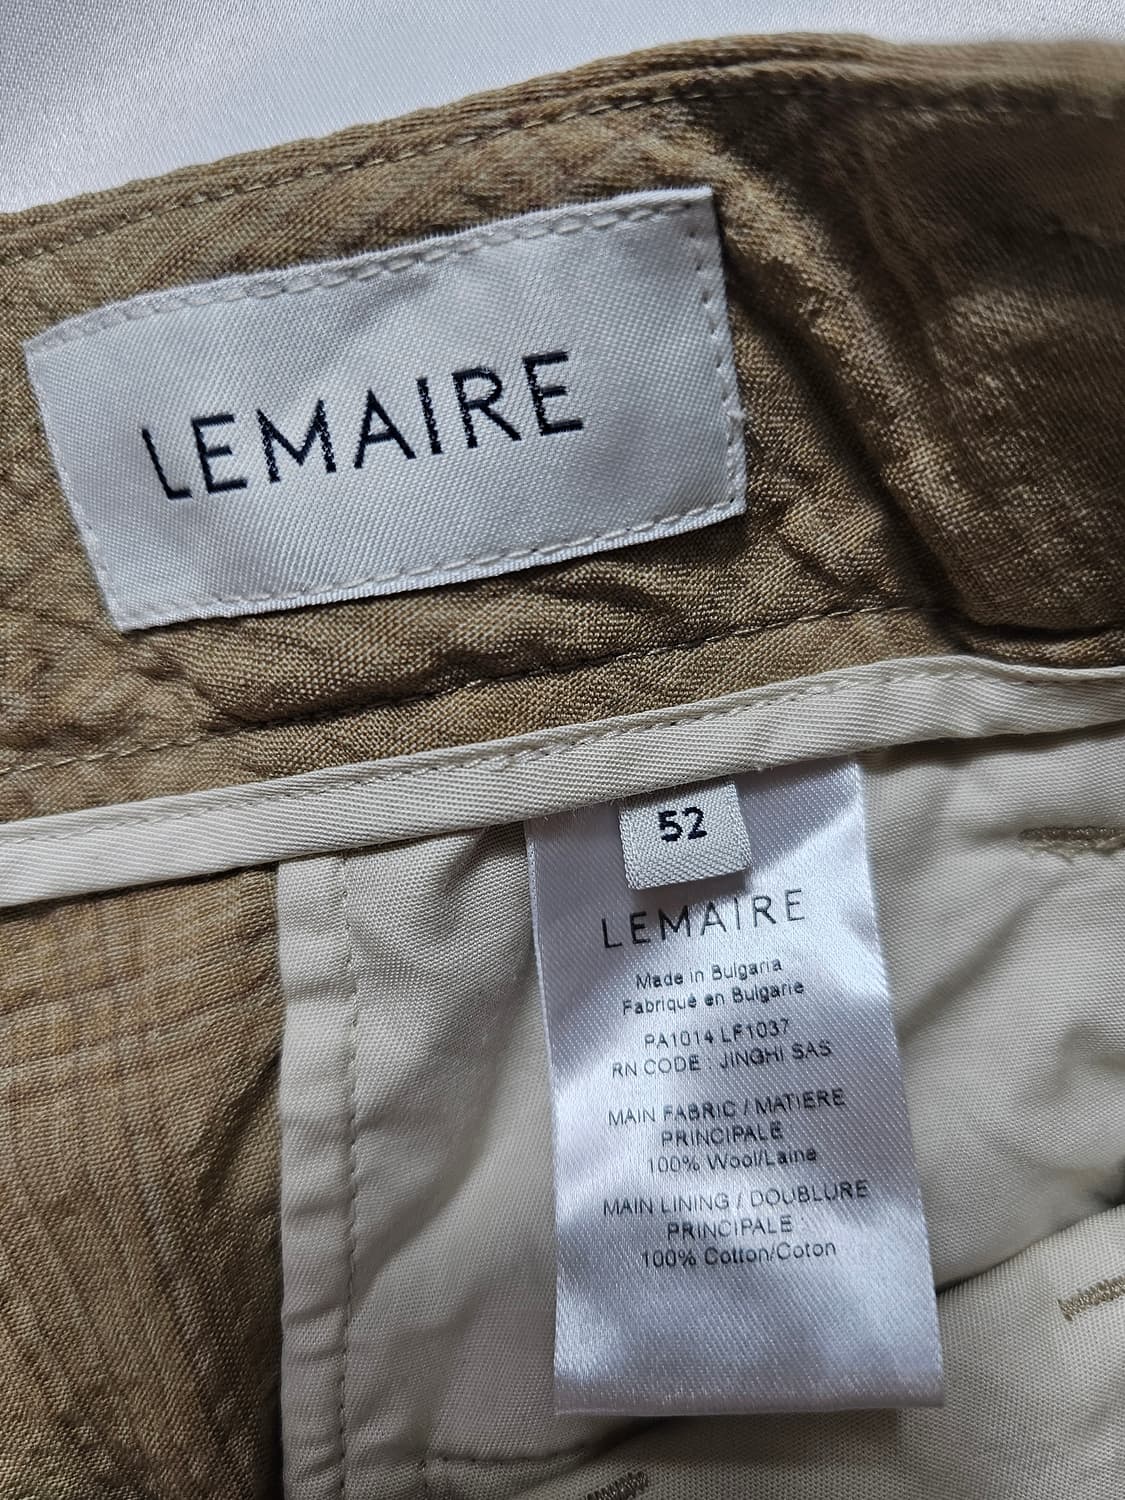 LEMAIRE
52
LEMAIRE
Made in Bulgaria
Fabriqué en Bulgarie
PA1014 LF1037
RN CODE : JINGHI SAS
MAIN FABRIC / MATIERE
PRINCIPALE
100% Wool/Laine
MAIN LINING / DOUBLURE
PRINCIPALE :
100% Cotton/Coton